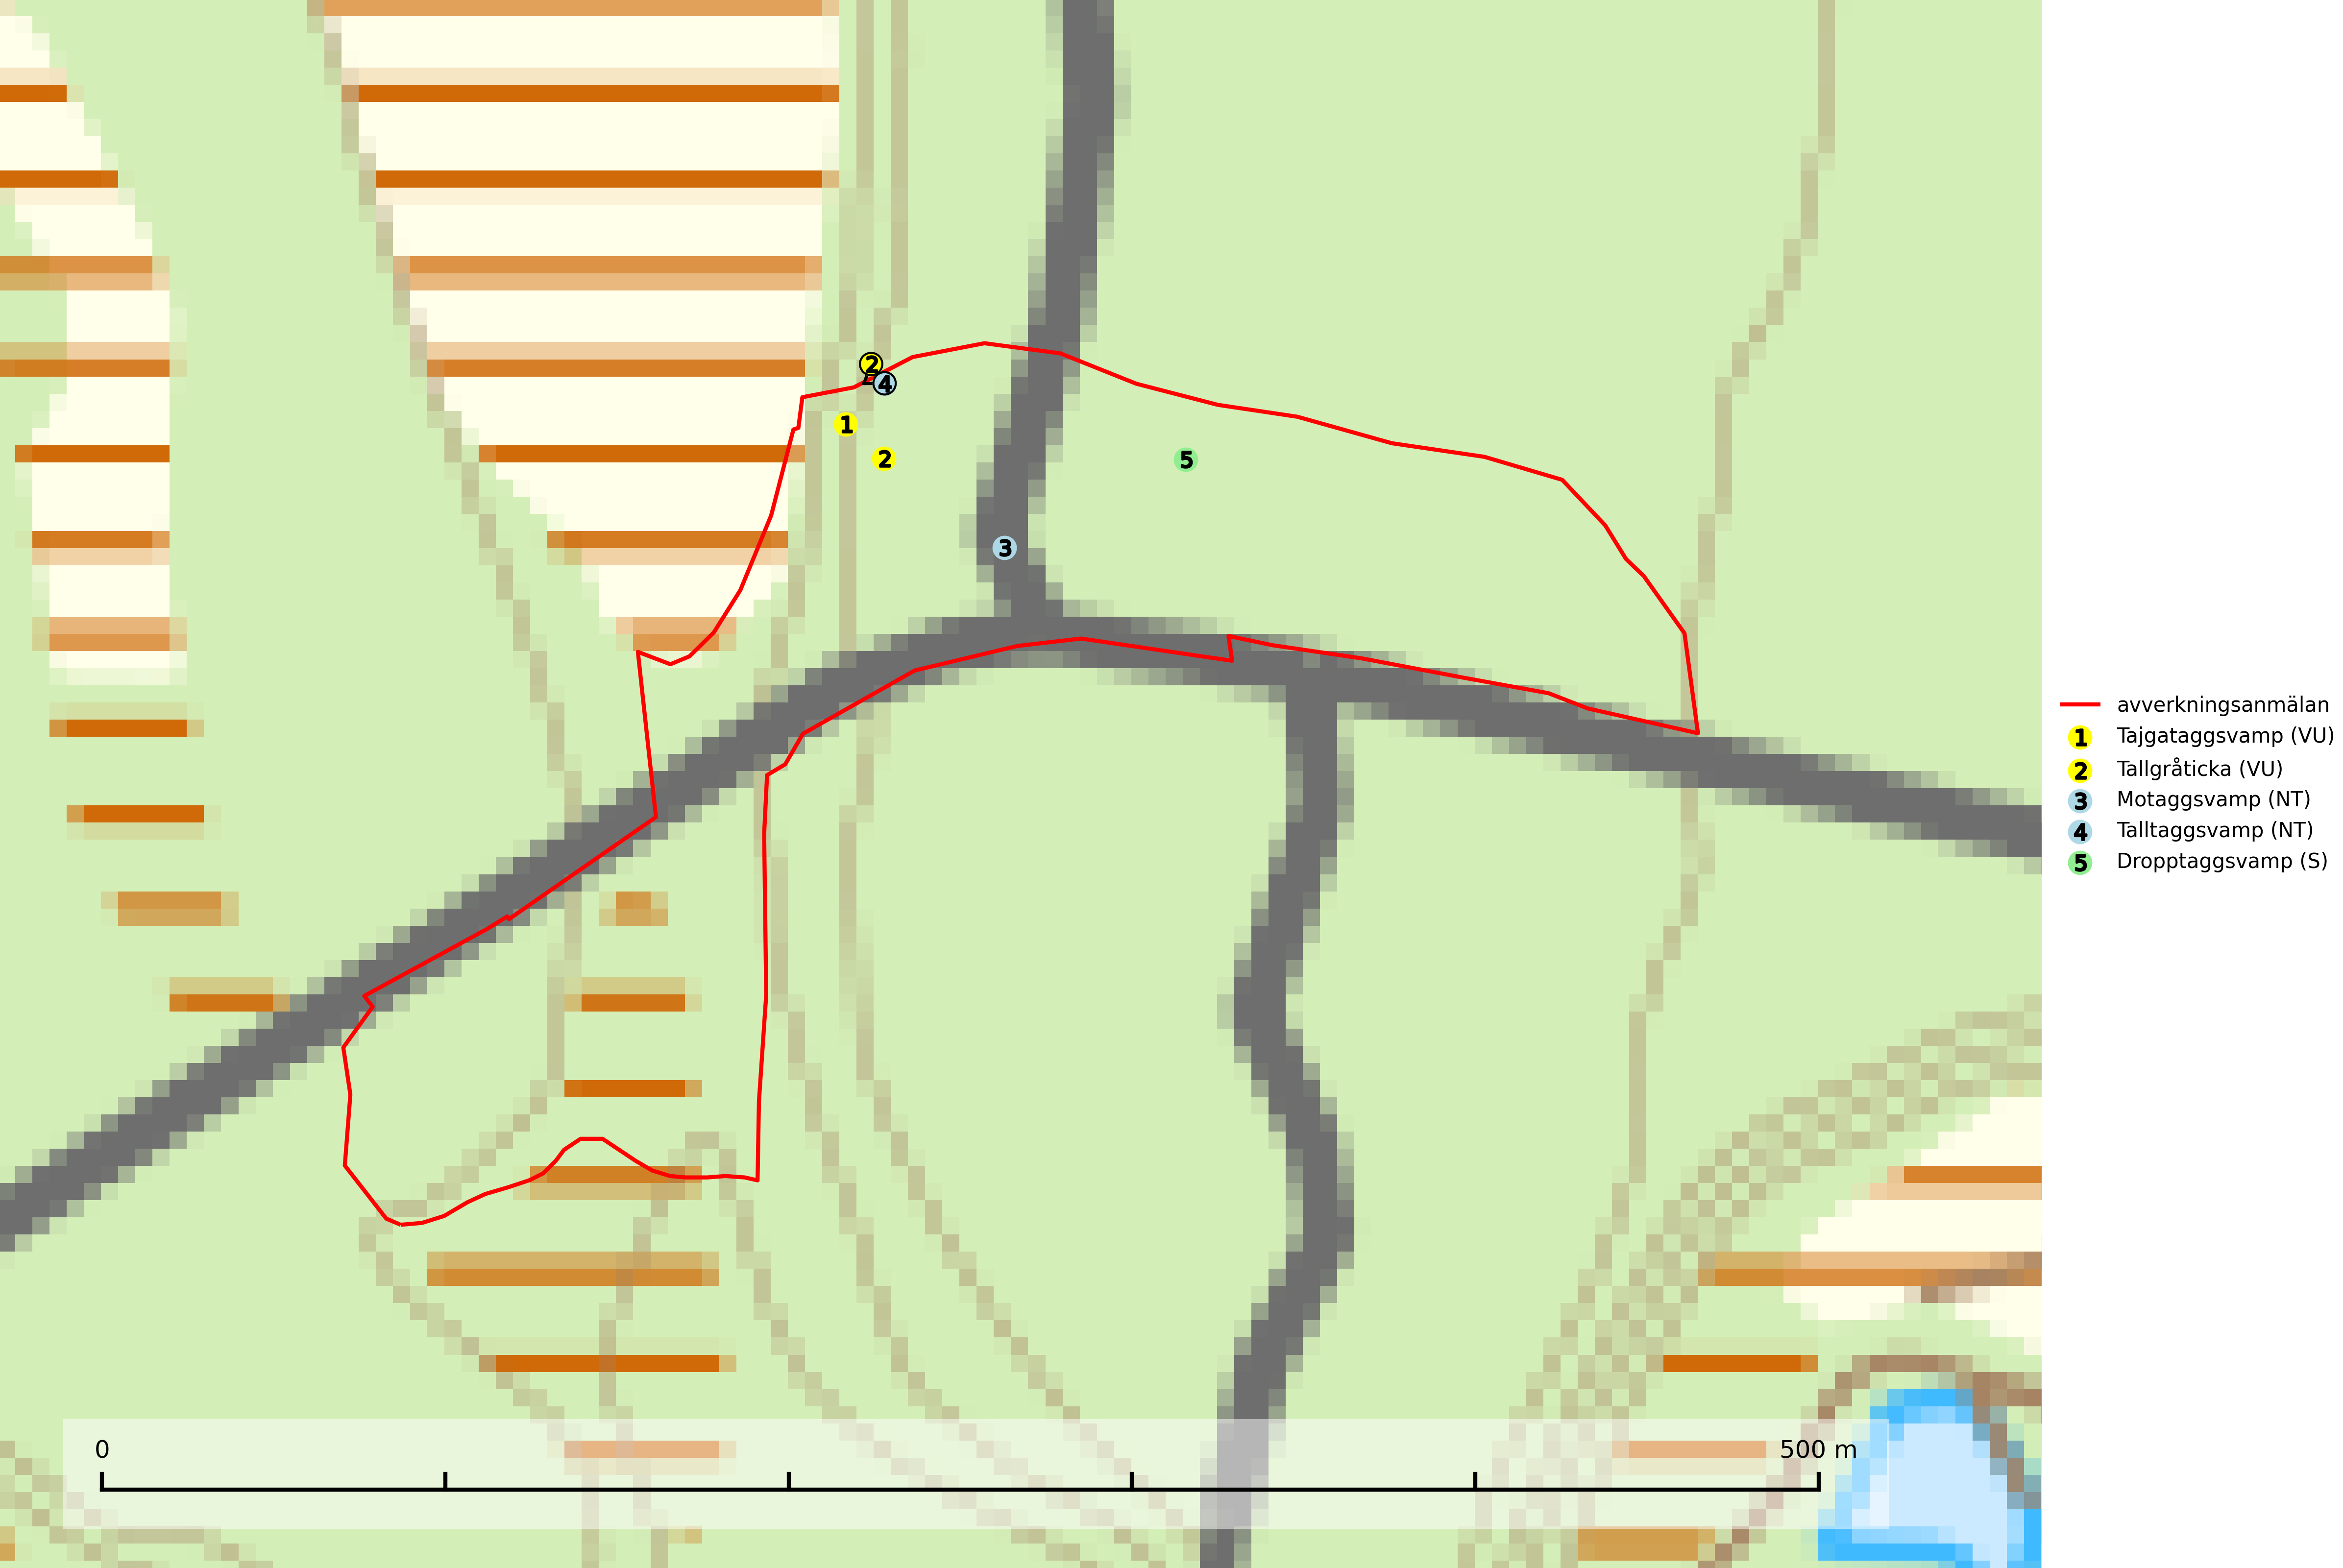 2
4
1
2
5
3
avverkningsanmälan
1 Tajgataggsvamp (VU)
2 Tallgråticka (VU)
3 Motaggsvamp (NT)
4 Talltaggsvamp (NT)
5 Dropptaggsvamp (S)
0 500 m